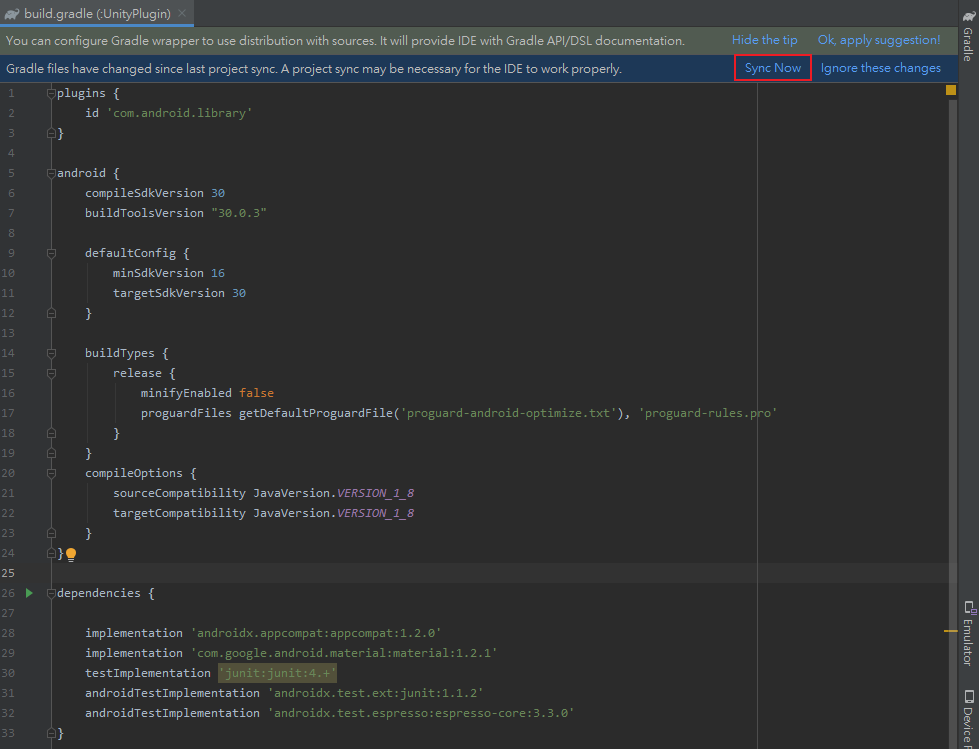 build.gradle (:UnityPlugin)
You can configure Gradle wrapper to use distribution with sources. It will provide IDE with Gradle API/DSL documentation. Hide the tip Ok, apply suggestion!
Gradle files have changed since last project sync. A project sync may be necessary for the IDE to work properly. Sync Now Ignore these changes
1 plugins {
2     id 'com.android.library'
3 }
4
5 android {
6     compileSdkVersion 30
7     buildToolsVersion "30.0.3"
8
9     defaultConfig {
10         minSdkVersion 16
11         targetSdkVersion 30
12     }
13
14     buildTypes {
15         release {
16             minifyEnabled false
17             proguardFiles getDefaultProguardFile('proguard-android-optimize.txt'), 'proguard-rules.pro'
18         }
19     }
20     compileOptions {
21         sourceCompatibility JavaVersion.VERSION_1_8
22         targetCompatibility JavaVersion.VERSION_1_8
23     }
24 }
25
26 dependencies {
27
28     implementation 'androidx.appcompat:appcompat:1.2.0'
29     implementation 'com.google.android.material:material:1.2.1'
30     testImplementation 'junit:junit:4.+'
31     androidTestImplementation 'androidx.test.ext:junit:1.1.2'
32     androidTestImplementation 'androidx.test.espresso:espresso-core:3.3.0'
33 }
Gradle
Emulator
Device